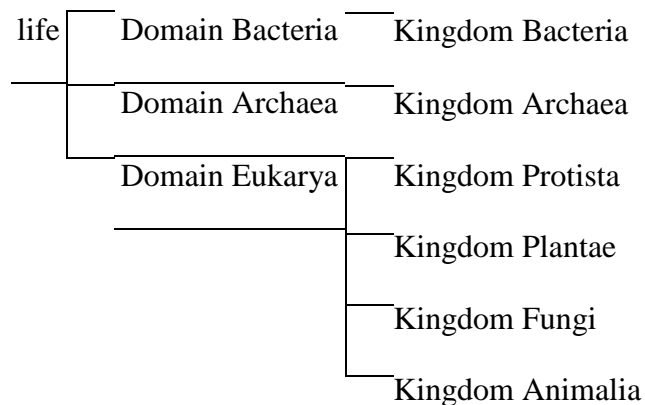 life Domain Bacteria Kingdom Bacteria
Domain Archaea Kingdom Archaea
Domain Eukarya Kingdom Protista
Kingdom Plantae
Kingdom Fungi
Kingdom Animalia